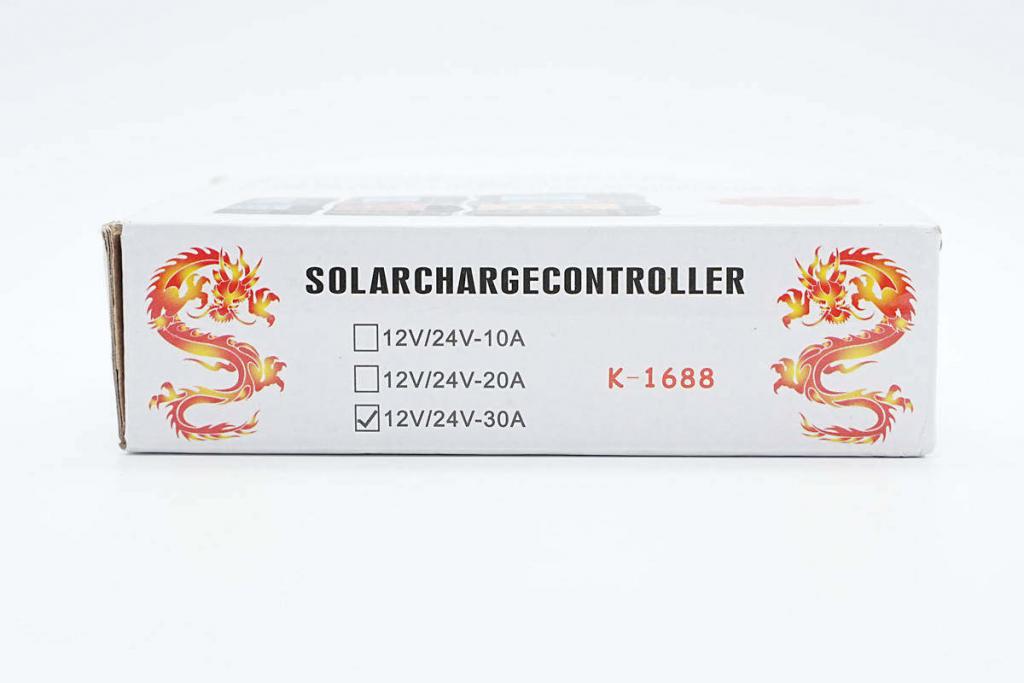 SOLARCHARGECONTROLLER
12V/24V-10A
12V/24V-20A
K-1688
12V/24V-30A